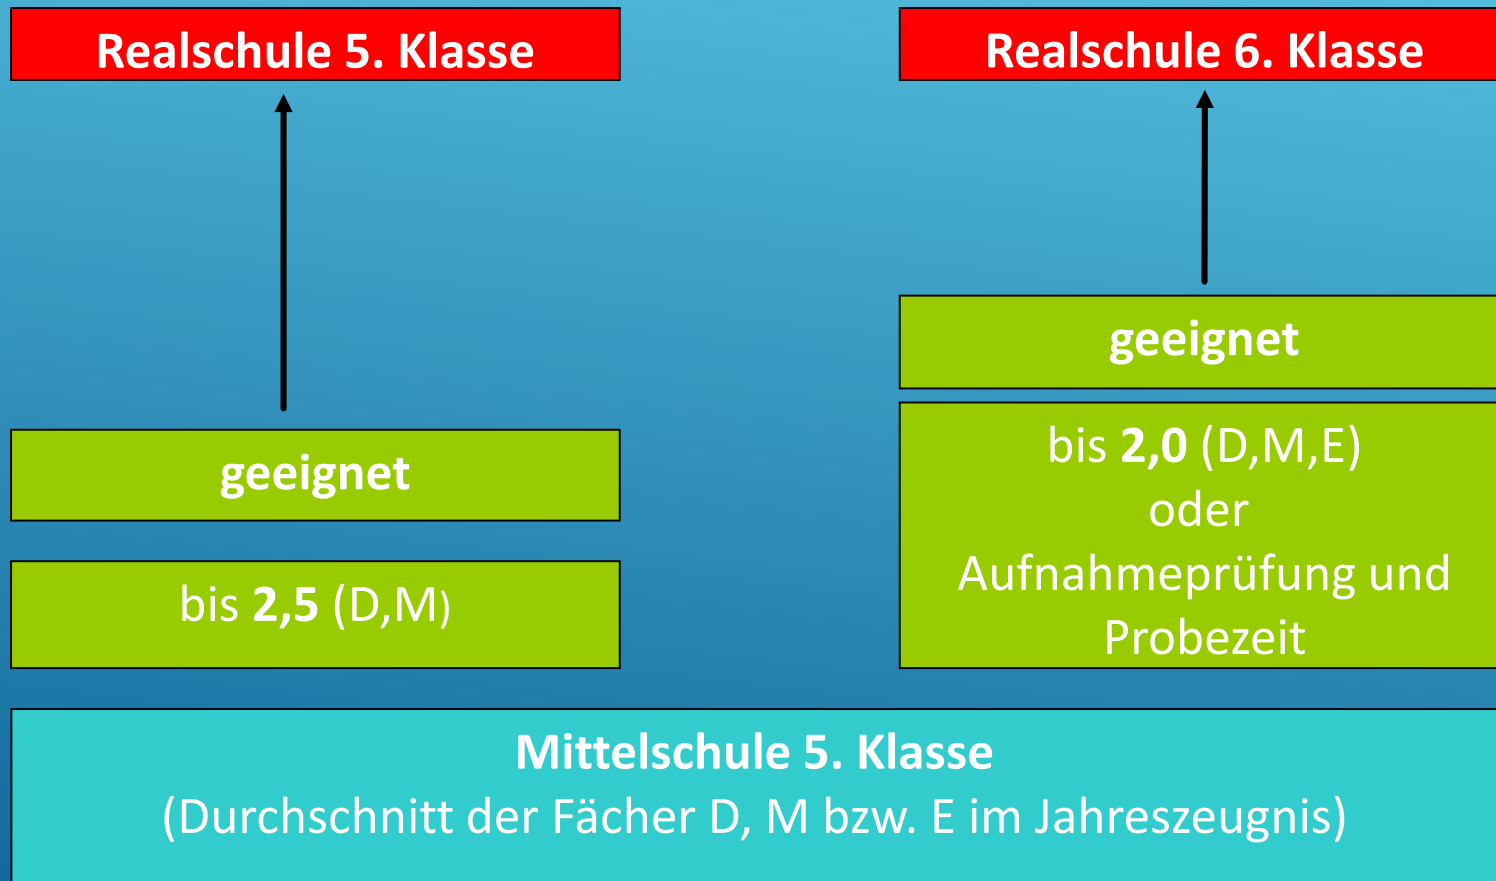 Realschule 5. Klasse
Realschule 6. Klasse
geeignet
bis 2,0 (D,M,E)
oder
Aufnahmeprüfung und
Probezeit
geeignet
bis 2,5 (D,M)
Mittelschule 5. Klasse
(Durchschnitt der Fächer D, M bzw. E im Jahreszeugnis)